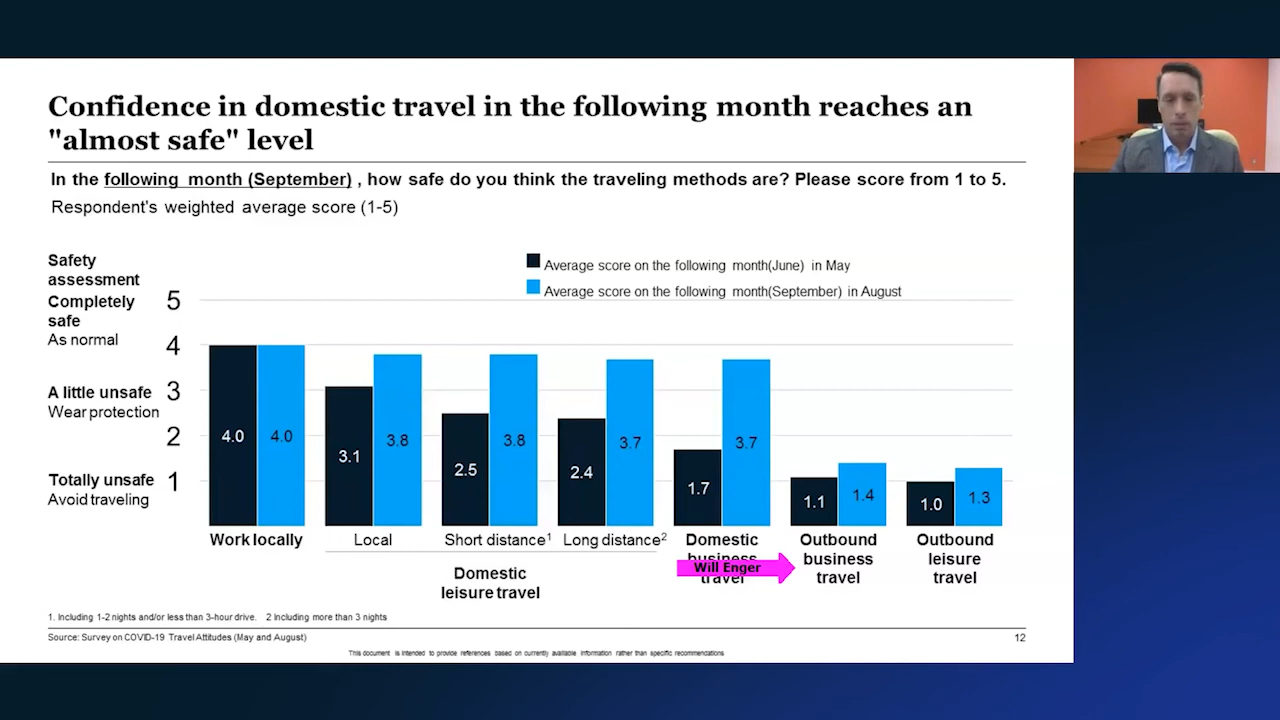 Confidence in domestic travel in the following month reaches an
"almost safe" level
In the following month (September) , how safe do you think the traveling methods are? Please score from 1 to 5.
Respondent's weighted average score (1-5)
Safety
assessment
Completely
safe
As normal
A little unsafe
Wear protection
Totally unsafe
Avoid traveling
5
4
3
2
1
Average score on the following month(June) in May
Average score on the following month(September) in August
4.0 4.0
3.1 3.8
2.5 3.8
2.4 3.7
1.7 3.7
1.1 1.4
1.0 1.3
Work locally
Local
Short distance1
Long distance2
Domestic
leisure travel
Domestic
business
travel
Will Enger
Outbound
business
travel
Outbound
leisure
travel
1. Including 1-2 nights and/or less than 3-hour drive. 2 Including more than 3 nights
Source: Survey on COVID-19 Travel Attitudes (May and August)
12
This document is intended to provide references based on currently available information rather than specific recommendations